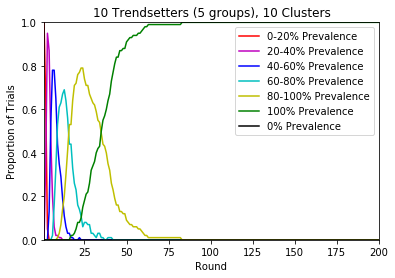 10 Trendsetters (5 groups), 10 Clusters
1.0
0.8
0.6
0.4
0.2
0.0
Proportion of Trials
0-20% Prevalence
20-40% Prevalence
40-60% Prevalence
60-80% Prevalence
80-100% Prevalence
100% Prevalence
0% Prevalence
25 50 75 100 125 150 175 200
Round